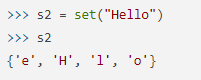 >>> s2 = set("Hello")
>>> s2
{'e', 'H', 'l', 'o'}